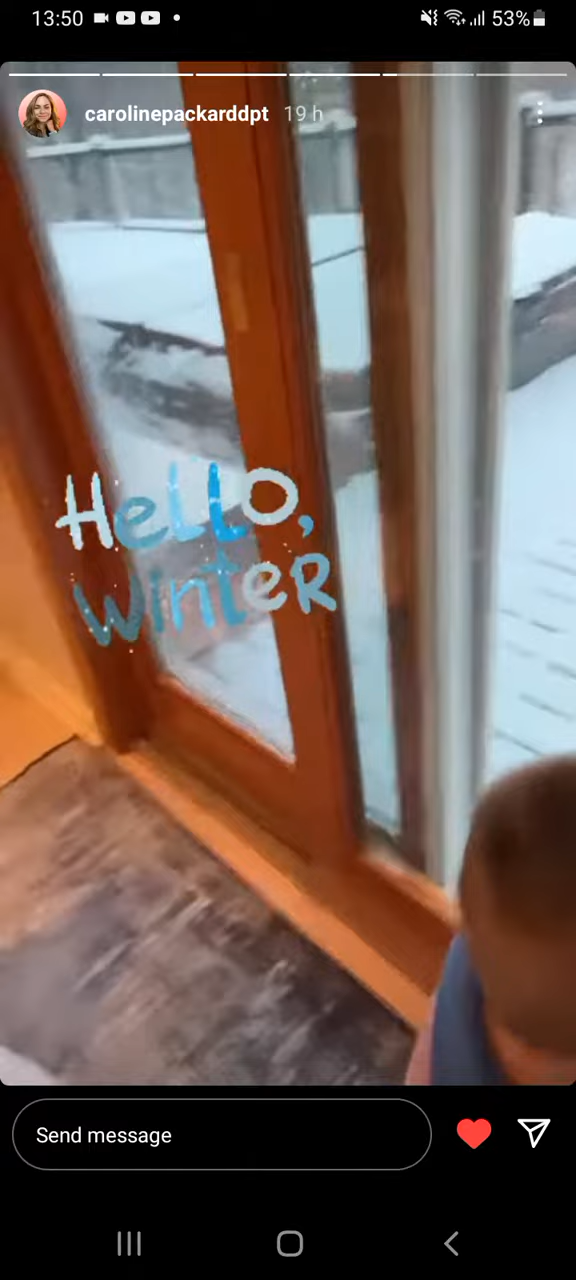 13:50 53%
carolinepackarddpt 19 h
HeLLO,
WinteR
Send message